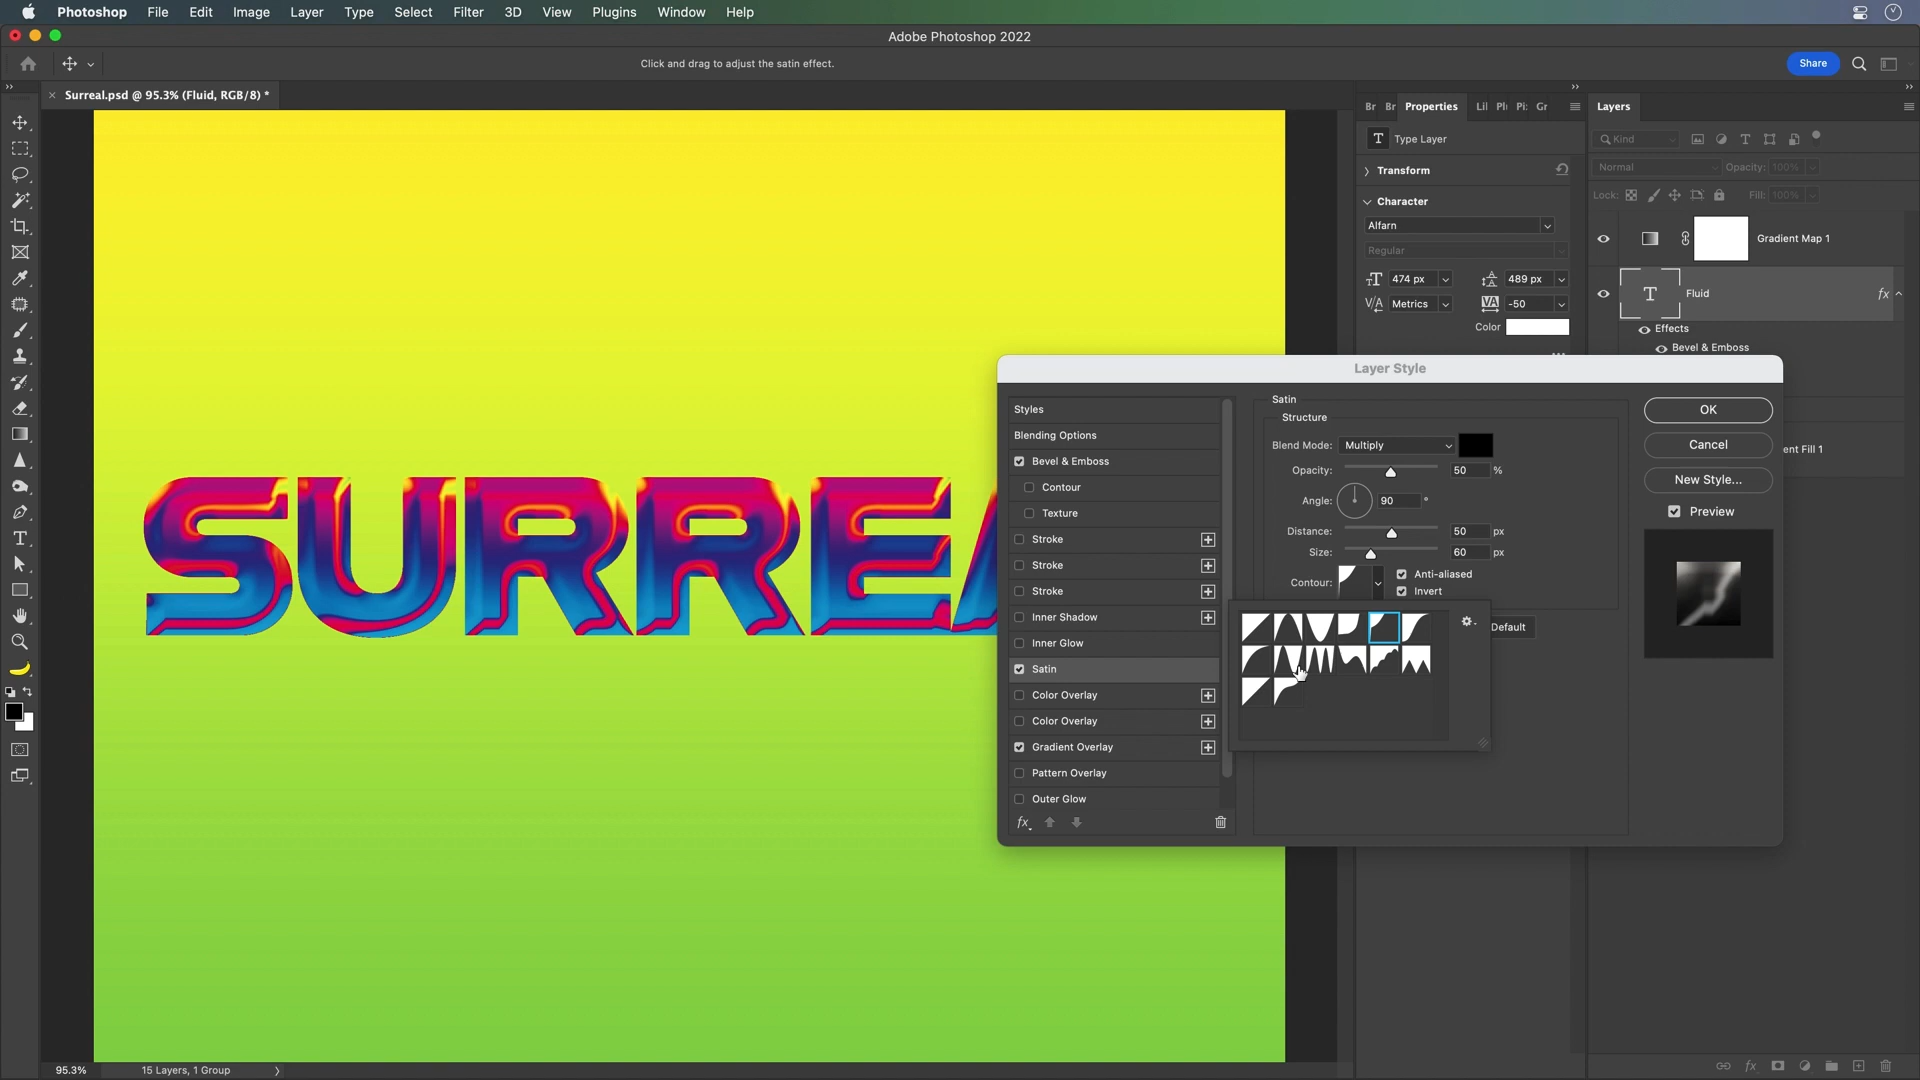 Photoshop File Edit Image Layer Type Select Filter 3D View Plugins Window Help
Adobe Photoshop 2022
Click and drag to adjust the satin effect.
Share
Surreal.psd @ 95.3% (Fluid, RGB/8) *
Br Br Properties Lil Pl Pi: Gr
Layers
T Type Layer
Kind
Transform
Normal Opacity: 100%
Character
Lock: Fill: 100%
Alfarn
Regular
Gradient Map 1
474 px 489 px
Metrics -50
T Fluid fx
Color
Effects
Bevel & Emboss
Layer Style
SURREA
Styles
Blending Options
Bevel & Emboss
Contour
Texture
Stroke
Stroke
Stroke
Inner Shadow
Inner Glow
Satin
Color Overlay
Color Overlay
Gradient Overlay
Pattern Overlay
Outer Glow
fx
Satin
Structure
Blend Mode: Multiply
Opacity: 50 %
Angle: 90 °
Distance: 50 px
Size: 60 px
Contour: Anti-aliased
Invert
Default
OK
Cancel
New Style...
Preview
ent Fill 1
95.3% 15 Layers, 1 Group
fx